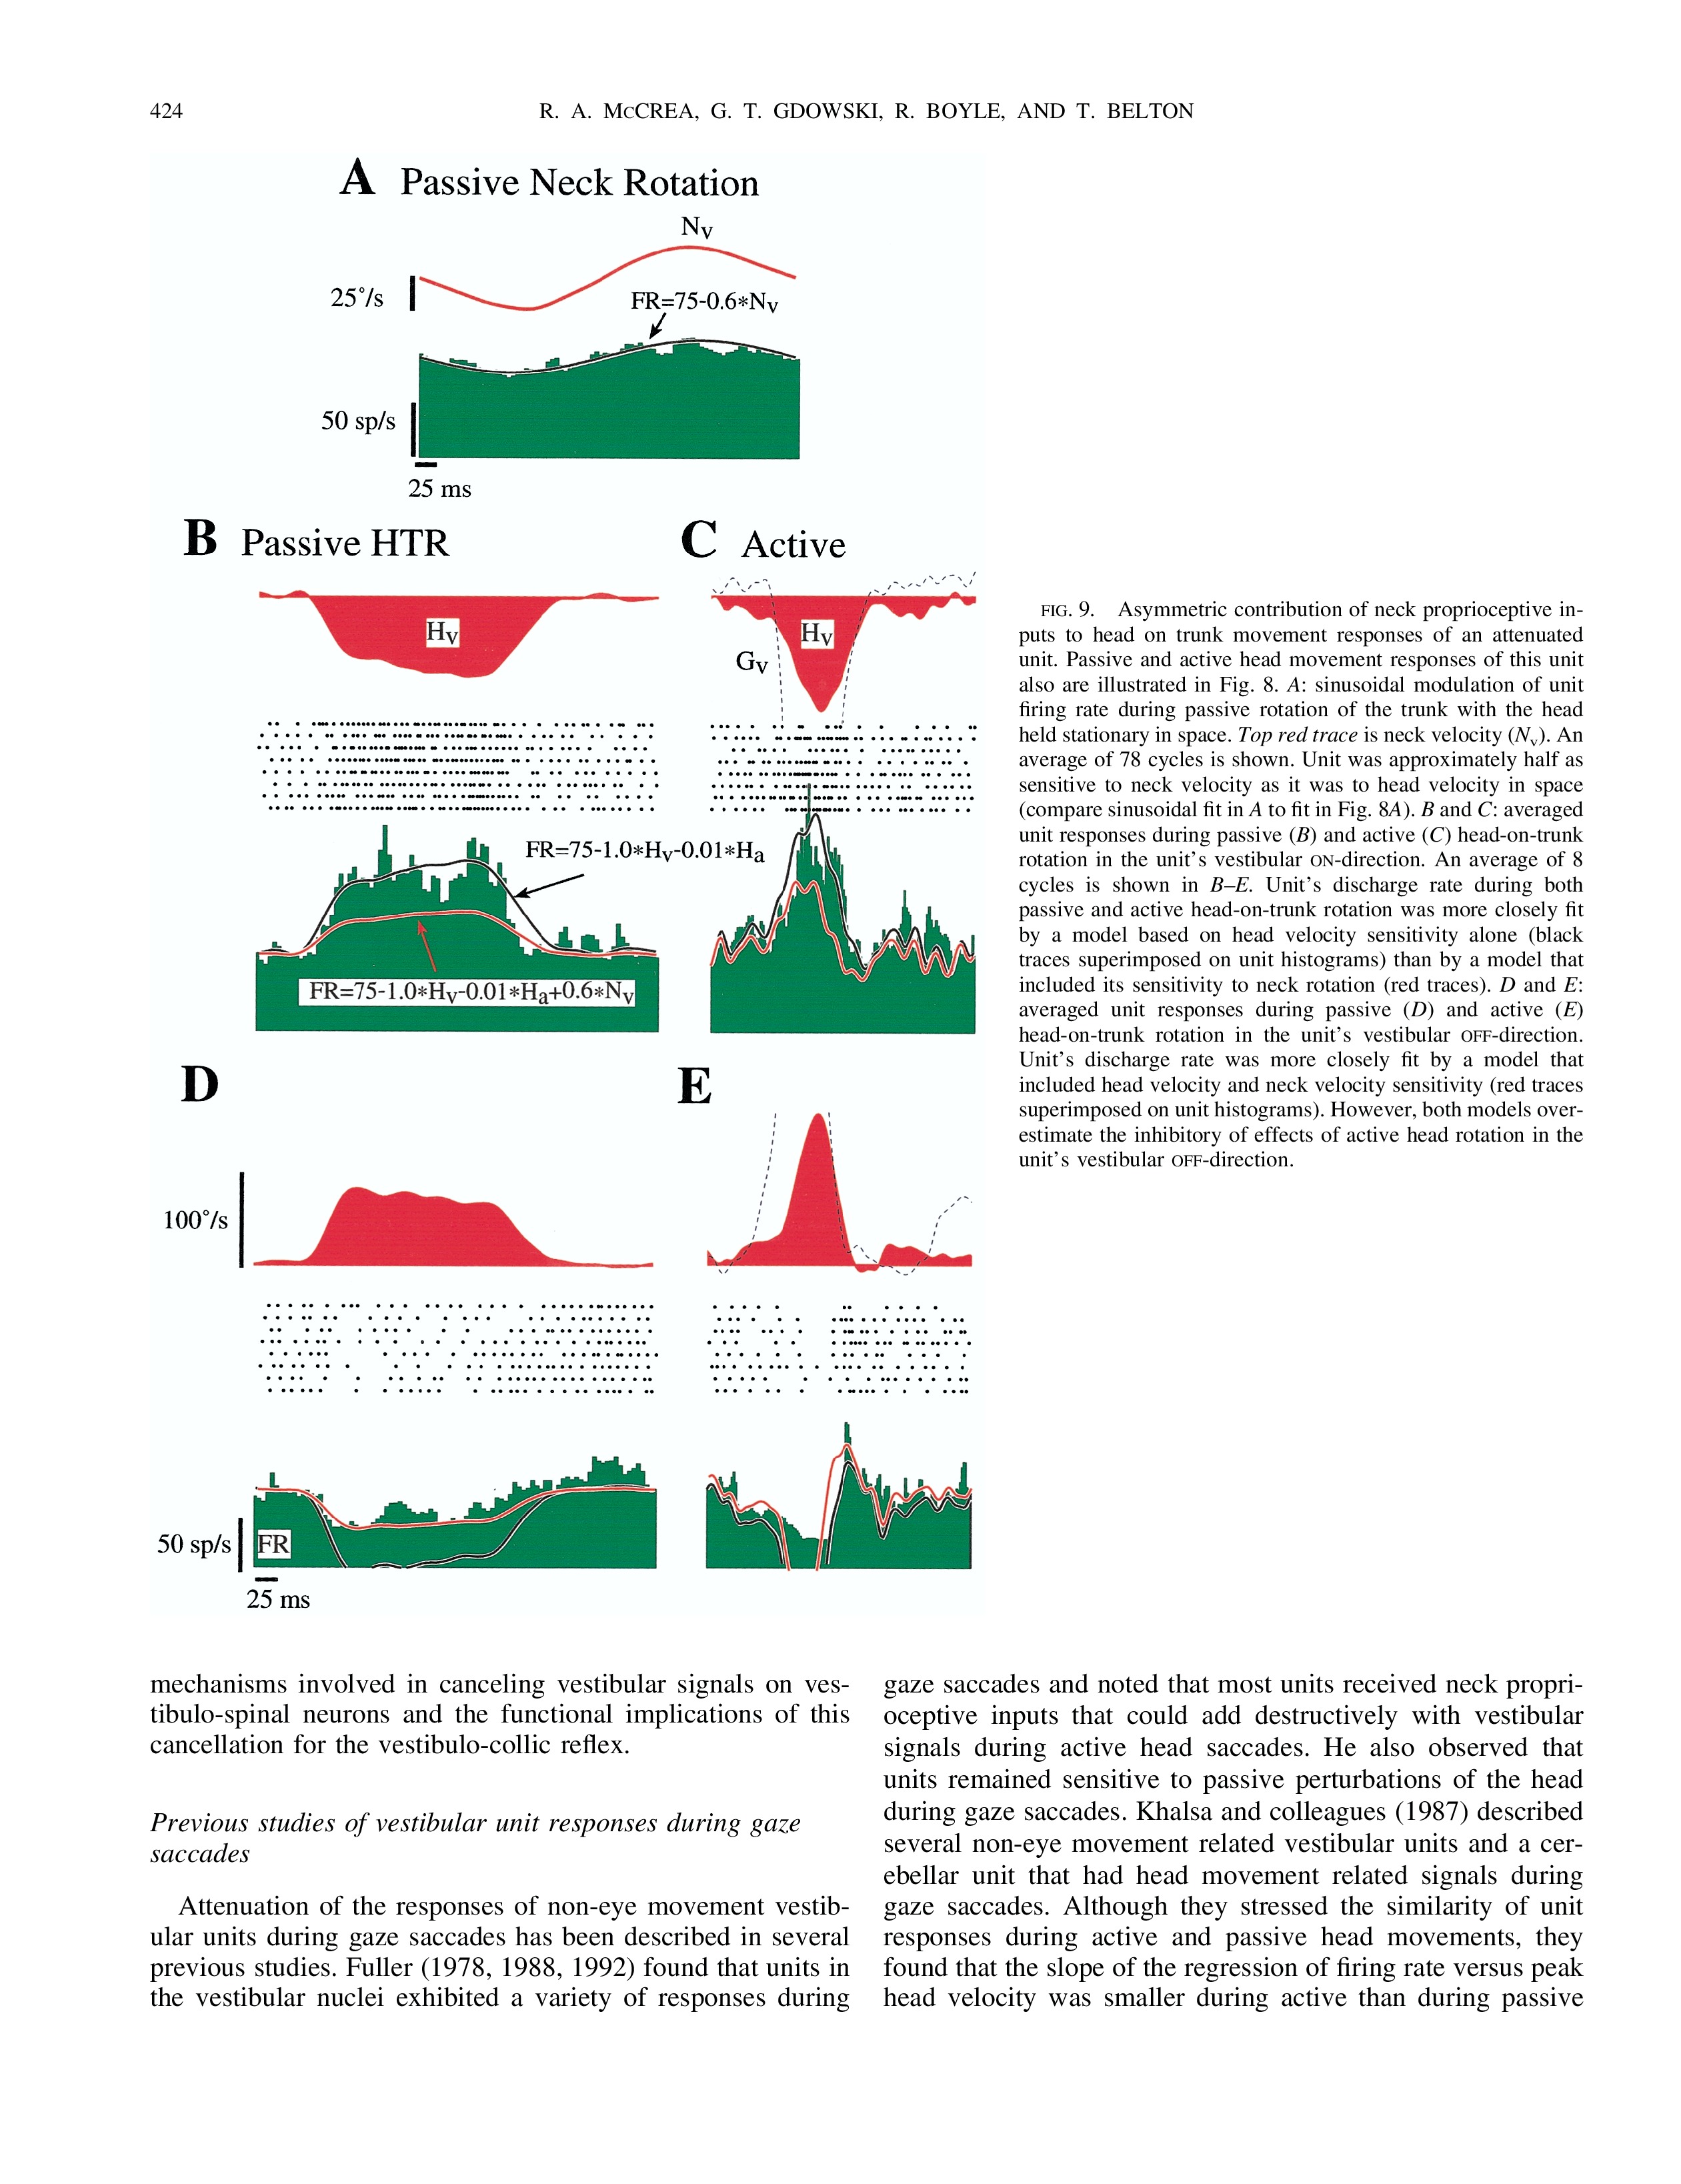 424
R. A. McCREA, G. T. GDOWSKI, R. BOYLE, AND T. BELTON
A Passive Neck Rotation
Nv
25°/s
FR=75-0.6*Nv
50 sp/s
25 ms
B Passive HTR
C Active
Hv
Hv
Gv
FR=75-1.0*Hv-0.01*Ha
FR=75-1.0*Hv-0.01*Ha+0.6*Nv
D
E
100°/s
50 sp/s
FR
25 ms
FIG. 9. Asymmetric contribution of neck proprioceptive in-
puts to head on trunk movement responses of an attenuated
unit. Passive and active head movement responses of this unit
also are illustrated in Fig. 8. A: sinusoidal modulation of unit
firing rate during passive rotation of the trunk with the head
held stationary in space. Top red trace is neck velocity (Nv). An
average of 78 cycles is shown. Unit was approximately half as
sensitive to neck velocity as it was to head velocity in space
(compare sinusoidal fit in A to fit in Fig. 8A). B and C: averaged
unit responses during passive (B) and active (C) head-on-trunk
rotation in the unit's vestibular ON-direction. An average of 8
cycles is shown in B–E. Unit's discharge rate during both
passive and active head-on-trunk rotation was more closely fit
by a model based on head velocity sensitivity alone (black
traces superimposed on unit histograms) than by a model that
included its sensitivity to neck rotation (red traces). D and E:
averaged unit responses during passive (D) and active (E)
head-on-trunk rotation in the unit's vestibular OFF-direction.
Unit's discharge rate was more closely fit by a model that
included head velocity and neck velocity sensitivity (red traces
superimposed on unit histograms). However, both models over-
estimate the inhibitory of effects of active head rotation in the
unit's vestibular OFF-direction.
mechanisms involved in canceling vestibular signals on ves-
tibulo-spinal neurons and the functional implications of this
cancellation for the vestibulo-collic reflex.
Previous studies of vestibular unit responses during gaze
saccades
Attenuation of the responses of non-eye movement vestib-
ular units during gaze saccades has been described in several
previous studies. Fuller (1978, 1988, 1992) found that units in
the vestibular nuclei exhibited a variety of responses during
gaze saccades and noted that most units received neck propri-
oceptive inputs that could add destructively with vestibular
signals during active head saccades. He also observed that
units remained sensitive to passive perturbations of the head
during gaze saccades. Khalsa and colleagues (1987) described
several non-eye movement related vestibular units and a cer-
ebellar unit that had head movement related signals during
gaze saccades. Although they stressed the similarity of unit
responses during active and passive head movements, they
found that the slope of the regression of firing rate versus peak
head velocity was smaller during active than during passive